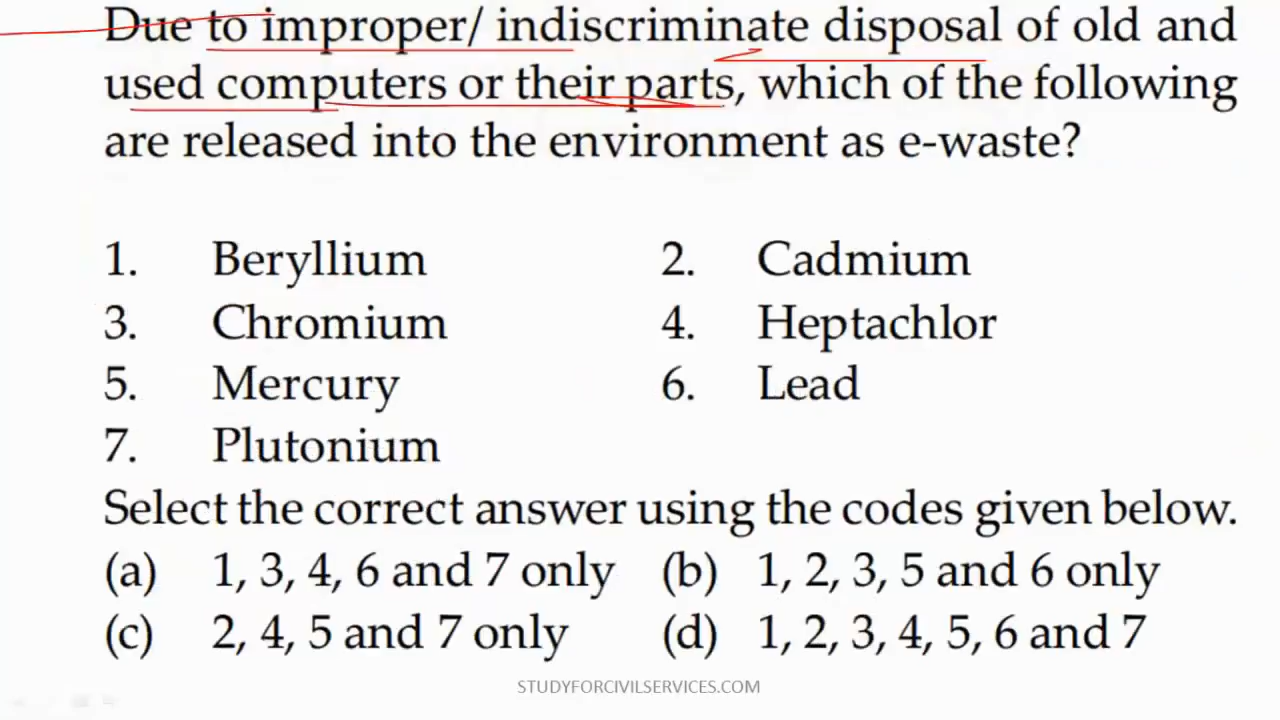 Due to improper/ indiscriminate disposal of old and
used computers or their parts, which of the following
are released into the environment as e-waste?
1. Beryllium 2. Cadmium
3. Chromium 4. Heptachlor
5. Mercury 6. Lead
7. Plutonium
Select the correct answer using the codes given below.
(a) 1, 3, 4, 6 and 7 only (b) 1, 2, 3, 5 and 6 only
(c) 2, 4, 5 and 7 only (d) 1, 2, 3, 4, 5, 6 and 7
STUDYFORCIVILSERVICES.COM